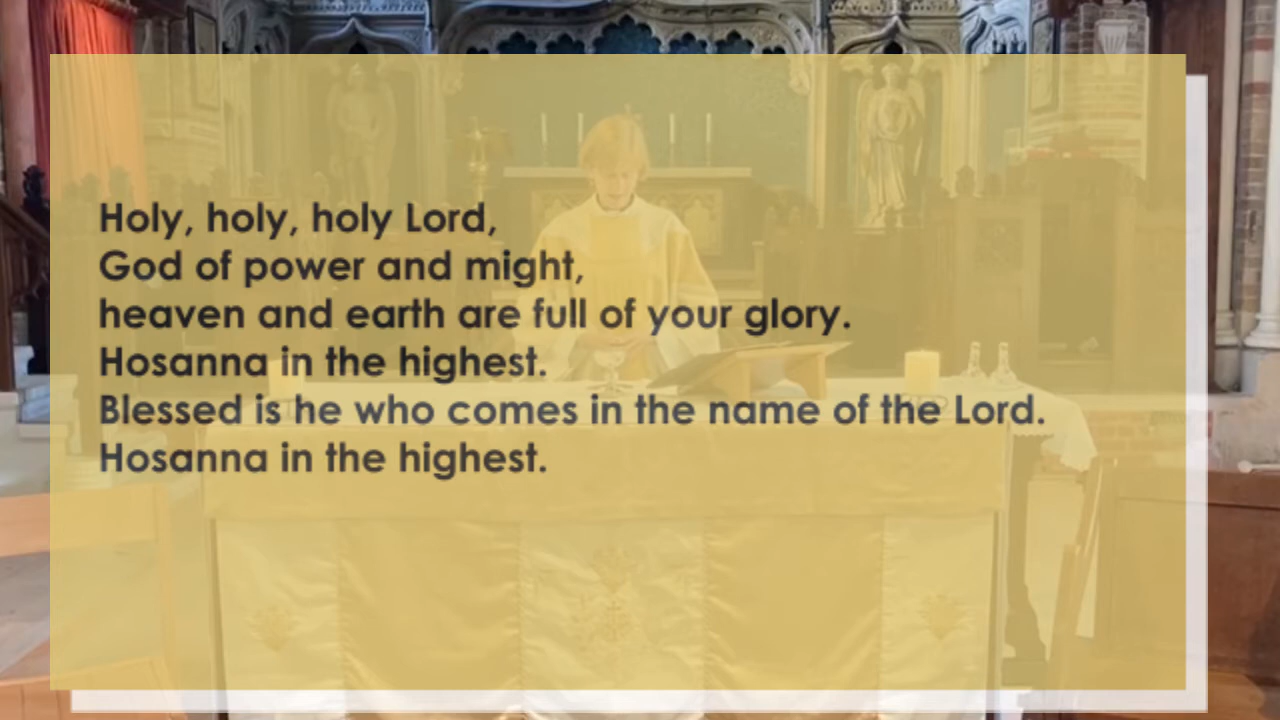 Holy, holy, holy Lord,
God of power and might,
heaven and earth are full of your glory.
Hosanna in the highest.
Blessed is he who comes in the name of the Lord.
Hosanna in the highest.